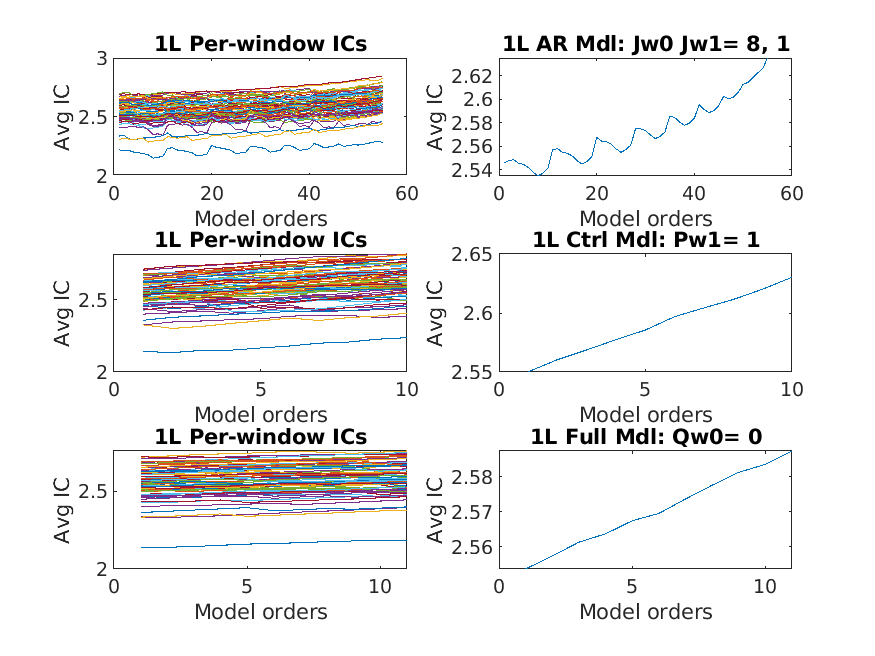 1L Per-window ICs
3
2.5
2
Avg IC
0 20 40 60
Model orders
1L AR Mdl: Jw0 Jw1= 8, 1
2.62
2.6
2.58
2.56
2.54
Avg IC
0 20 40 60
Model orders
1L Per-window ICs
2.5
2
Avg IC
0 5 10
Model orders
1L Ctrl Mdl: Pw1= 1
2.65
2.6
2.55
Avg IC
0 5 10
Model orders
1L Per-window ICs
2.5
2
Avg IC
0 5 10
Model orders
1L Full Mdl: Qw0= 0
2.58
2.57
2.56
Avg IC
0 5 10
Model orders